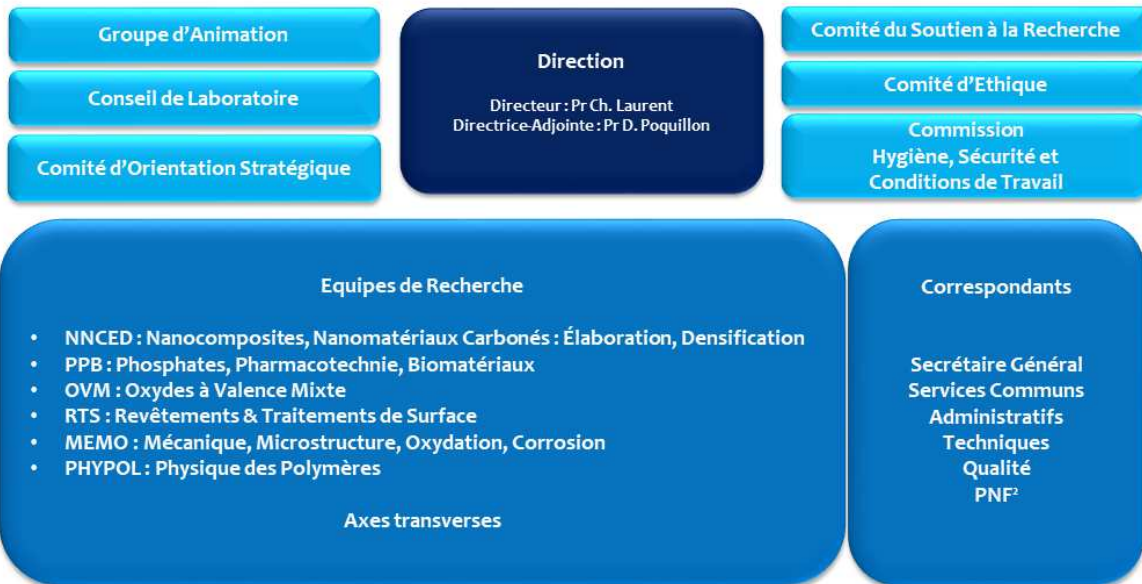 Groupe d'Animation
Conseil de Laboratoire
Comité d'Orientation Stratégique
Direction
Directeur : Pr Ch. Laurent
Directrice-Adjointe : Pr D. Poquillon
Comité du Soutien à la Recherche
Comité d'Ethique
Commission
Hygiène, Sécurité et
Conditions de Travail
Equipes de Recherche
• NNCED : Nanocomposites, Nanomatériaux Carbonés : Élaboration, Densification
• PPB : Phosphates, Pharmacotechnie, Biomatériaux
• OVM : Oxydes à Valence Mixte
• RTS : Revêtements & Traitements de Surface
• MEMO : Mécanique, Microstructure, Oxydation, Corrosion
• PHYPOL : Physique des Polymères
Axes transverses
Correspondants
Secrétaire Général
Services Communs
Administratifs
Techniques
Qualité
PNF²